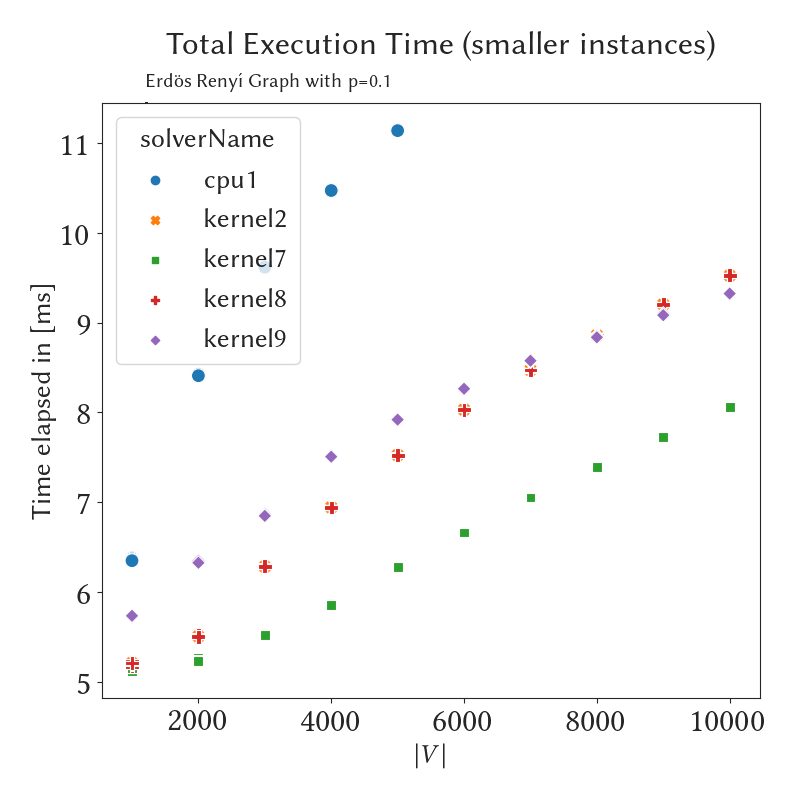 Total Execution Time (smaller instances)
Erdös Renyí Graph with p=0.1
solverName
cpu1
kernel2
kernel7
kernel8
kernel9
Time elapsed in [ms]
11
10
9
8
7
6
5
2000 4000 6000 8000 10000
|V|